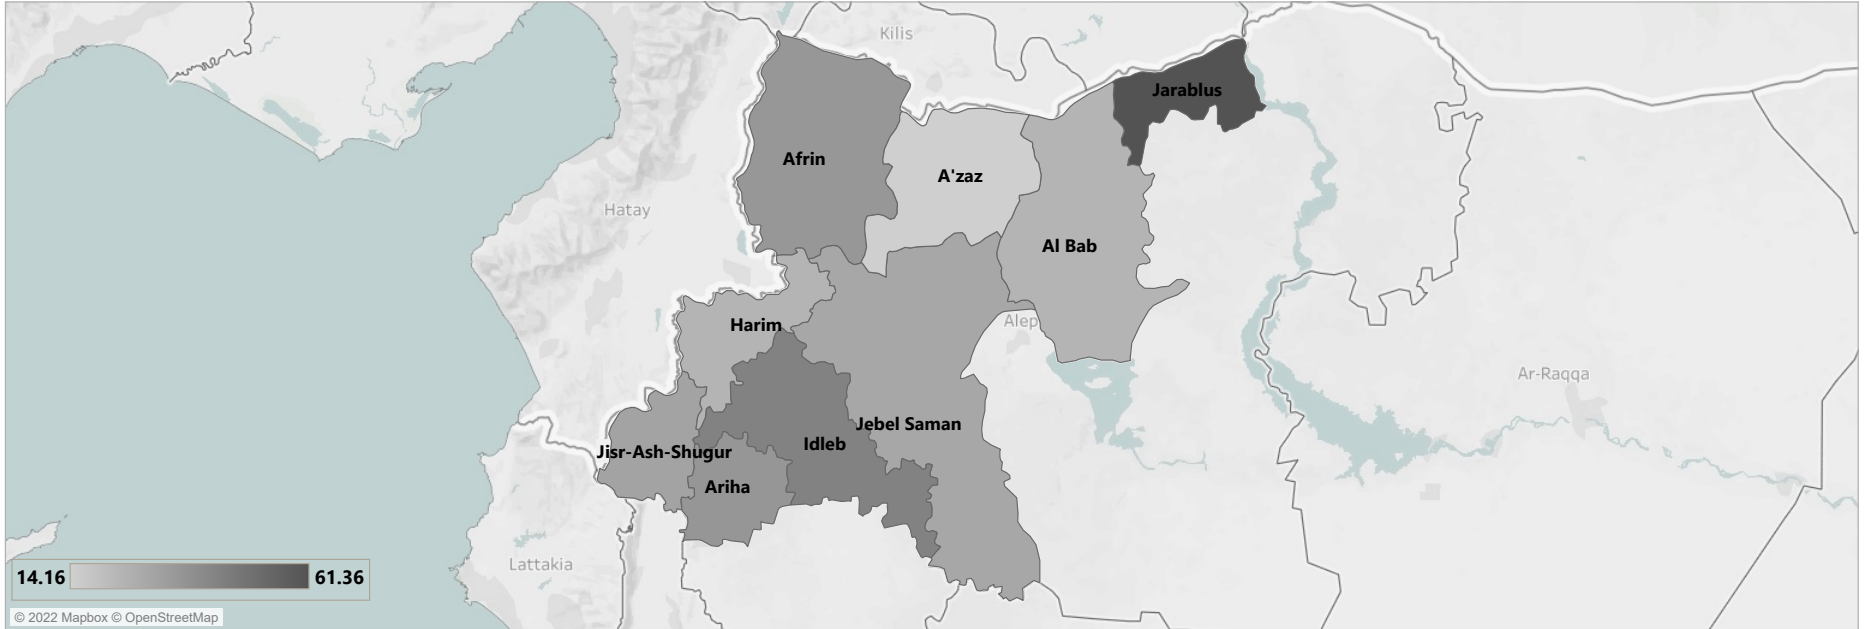 Kilis
Jarablus
Afrin
A'zaz
Hatay
Al Bab
Harim
Alep
Ar-Raqqa
Jebel Saman
Idleb
Jisr-Ash-Shugur
Ariha
Lattakia
14.16
61.36
© 2022 Mapbox © OpenStreetMap